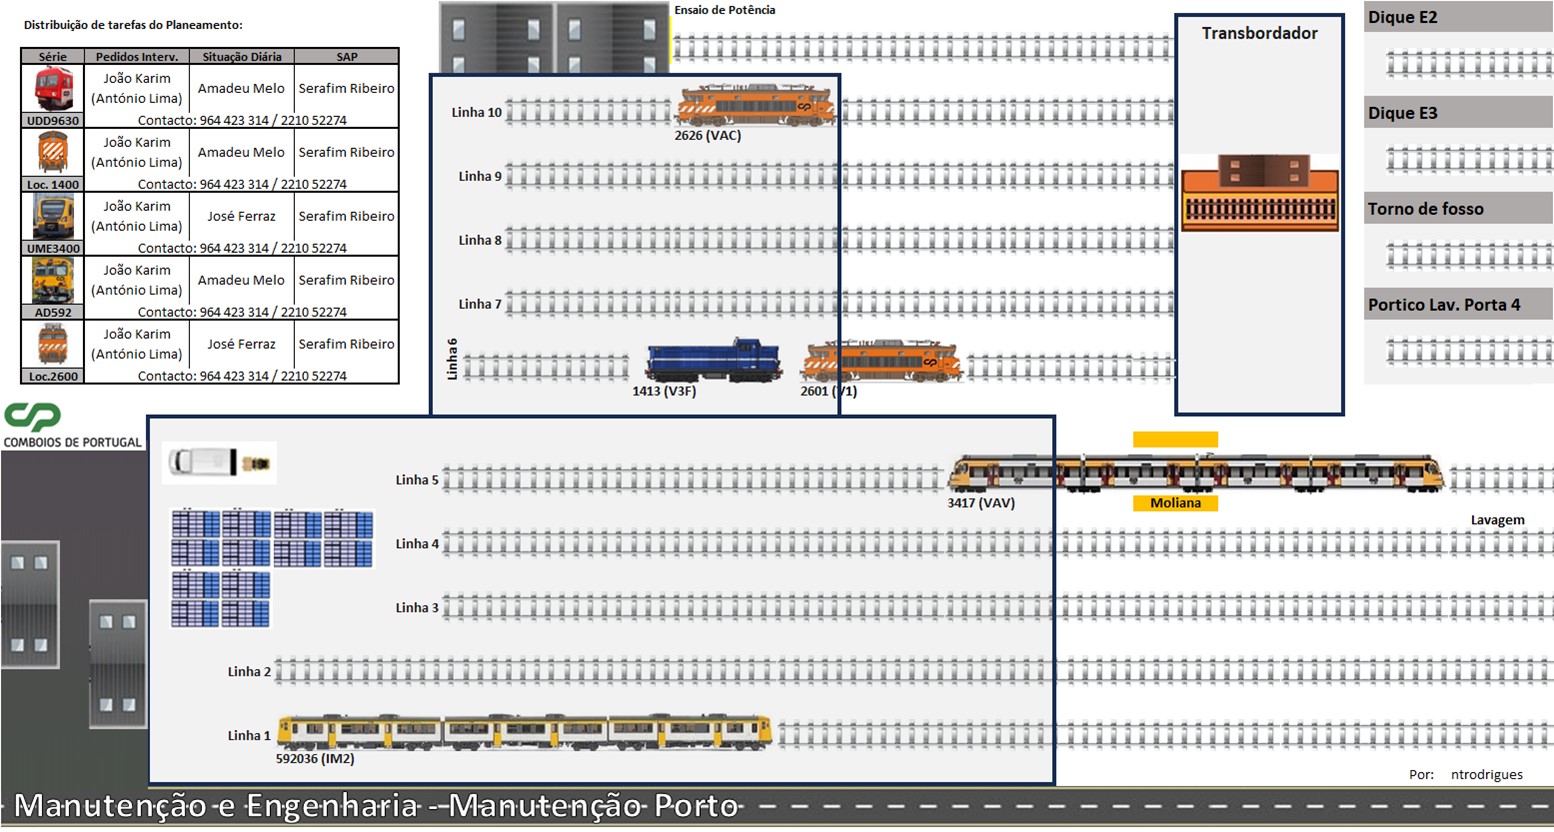 Distribuição de tarefas do Planeamento:
Série Pedidos Interv. Situação Diária SAP
João Karim
(António Lima) Amadeu Melo Serafim Ribeiro
UDD9630 Contacto: 964 423 314 / 2210 52274
João Karim
(António Lima) Amadeu Melo Serafim Ribeiro
Loc. 1400 Contacto: 964 423 314 / 2210 52274
João Karim
(António Lima) José Ferraz Serafim Ribeiro
UME3400 Contacto: 964 423 314 / 2210 52274
João Karim
(António Lima) Amadeu Melo Serafim Ribeiro
AD592 Contacto: 964 423 314 / 2210 52274
João Karim
(António Lima) José Ferraz Serafim Ribeiro
Loc.2600 Contacto: 964 423 314 / 2210 52274
CP
COMBOIOS DE PORTUGAL
Ensaio de Potência
Linha 10
2626 (VAC)
Linha 9
Linha 8
Linha 7
Linha 6
1413 (V3F)
2601 (V1)
Transbordador
Dique E2
Dique E3
Torno de fosso
Portico Lav. Porta 4
Linha 5
3417 (VAV)
Moliana
Lavagem
Linha 4
Linha 3
Linha 2
Linha 1
592036 (IM2)
Por: ntrodrigues
Manutenção e Engenharia - Manutenção Porto